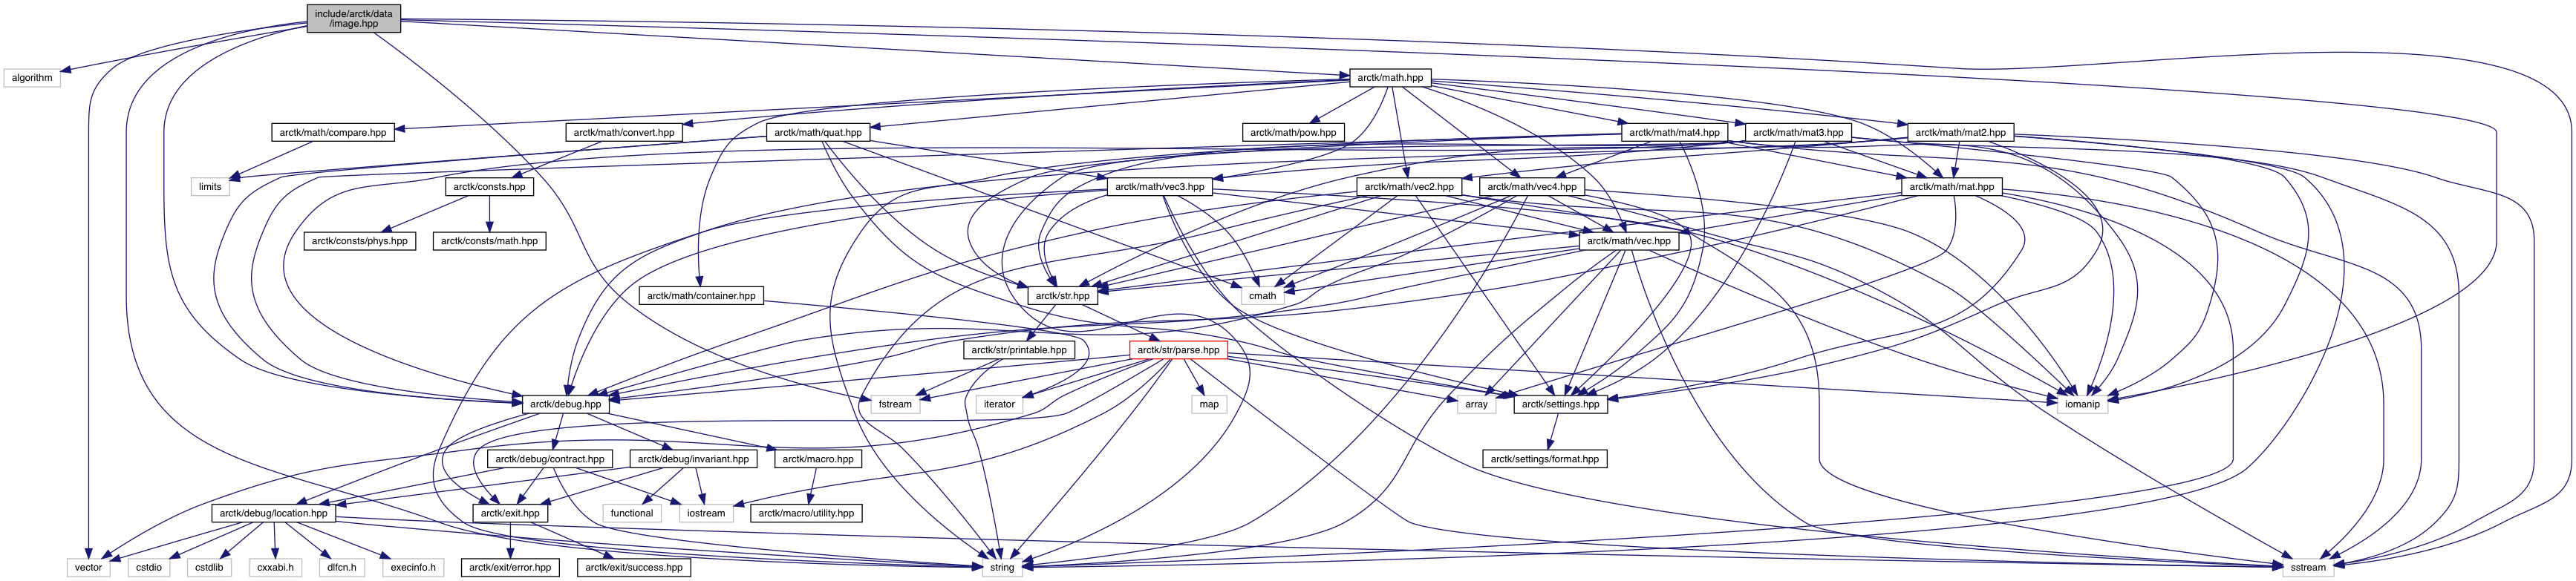 include/arctk/data
/image.hpp
algorithm
arctk/math.hpp
arctk/math/compare.hpp
arctk/math/convert.hpp
arctk/math/quat.hpp
arctk/math/pow.hpp
arctk/math/mat4.hpp
arctk/math/mat3.hpp
arctk/math/mat2.hpp
limits
arctk/consts.hpp
arctk/math/vec3.hpp
arctk/math/vec2.hpp
arctk/math/vec4.hpp
arctk/math/mat.hpp
arctk/consts/phys.hpp
arctk/consts/math.hpp
arctk/math/vec.hpp
arctk/math/container.hpp
arctk/str.hpp
cmath
arctk/str/printable.hpp
arctk/str/parse.hpp
arctk/debug.hpp
fstream
iterator
map
array
arctk/settings.hpp
iomanip
arctk/debug/contract.hpp
arctk/debug/invariant.hpp
arctk/macro.hpp
arctk/settings/format.hpp
arctk/debug/location.hpp
arctk/exit.hpp
functional
iostream
arctk/macro/utility.hpp
vector
cstdio
cstdlib
cxxabi.h
dlfcn.h
execinfo.h
arctk/exit/error.hpp
arctk/exit/success.hpp
string
sstream